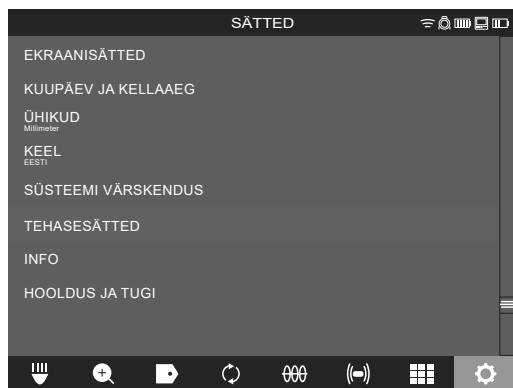 SÄTTED
EKRAANISÄTTED
KUUPÄEV JA KELLAAEG
ÜHIKUD
Millimeter
KEEL
EESTI
SÜSTEEMI VÄRSKENDUS
TEHASESÄTTED
INFO
HOOLDUS JA TUGI